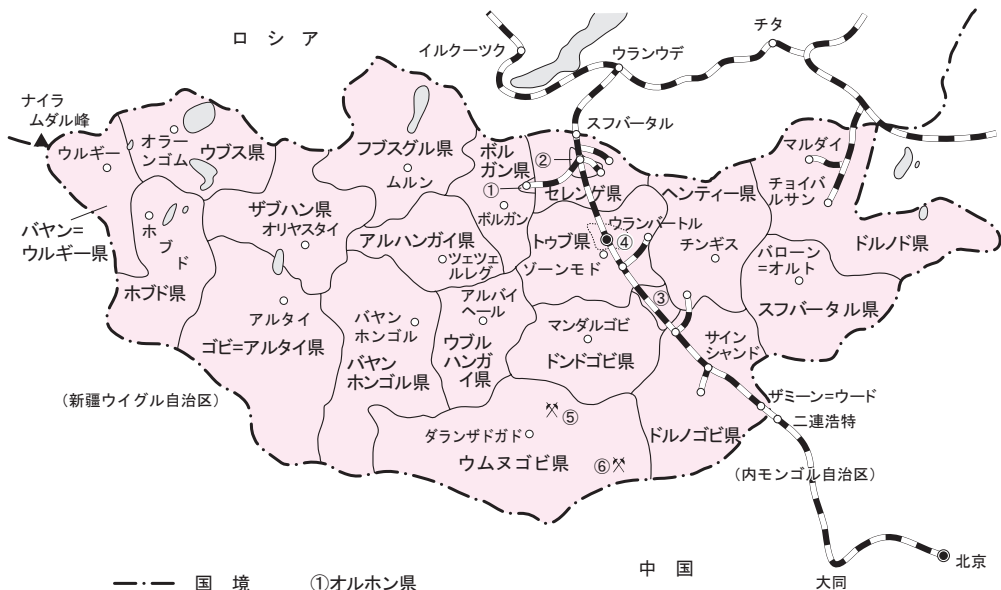 ロシア
イルクーツク
ウランウデ
チタ
ナイラ
ムダル峰
スフバータル
ウルギー
オラー
ンゴム
ウブス県
フブスグル県
ムルン
ボル
ガン県
②
①
セレンゲ県
ヘンティー県
マルダイ
チョイバ
ルサン
バヤン=
ウルギー県
ホブド
ザブハン県
オリヤスタイ
アルハンガイ県
ボルガン
ツェツェ
ルレグ
トゥブ県
ウランバートル
④
ゾーンモド
チンギス
バローン
=オルト
ドルノド県
ホブド県
アルタイ
ゴビ=アルタイ県
バヤン
ホンゴル
バヤン
ホンゴル県
アルバイ
ヘール
ウブル
ハンガ
イ県
マンダルゴビ
ドンドゴビ県
③
サイン
シャンド
スフバータル県
(新疆ウイグル自治区)
⑤
ダランザドガド
ウムヌゴビ県
⑥
ドルノゴビ県
ザミーン=ウード
二連浩特
(内モンゴル自治区)
中国
北京
大同
国境
①オルホン県